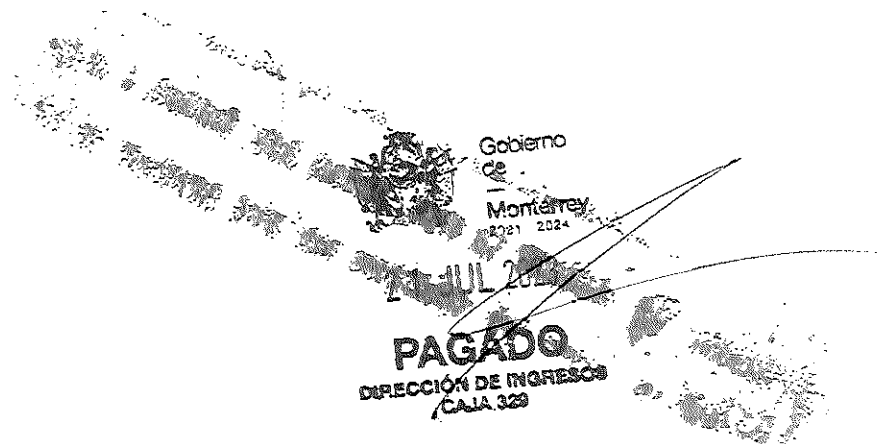 Gobierno
de
Monterrey
2021 2024
JUL
PAGADO
DIRECCIÓN DE INGRESOS
CAJA 329